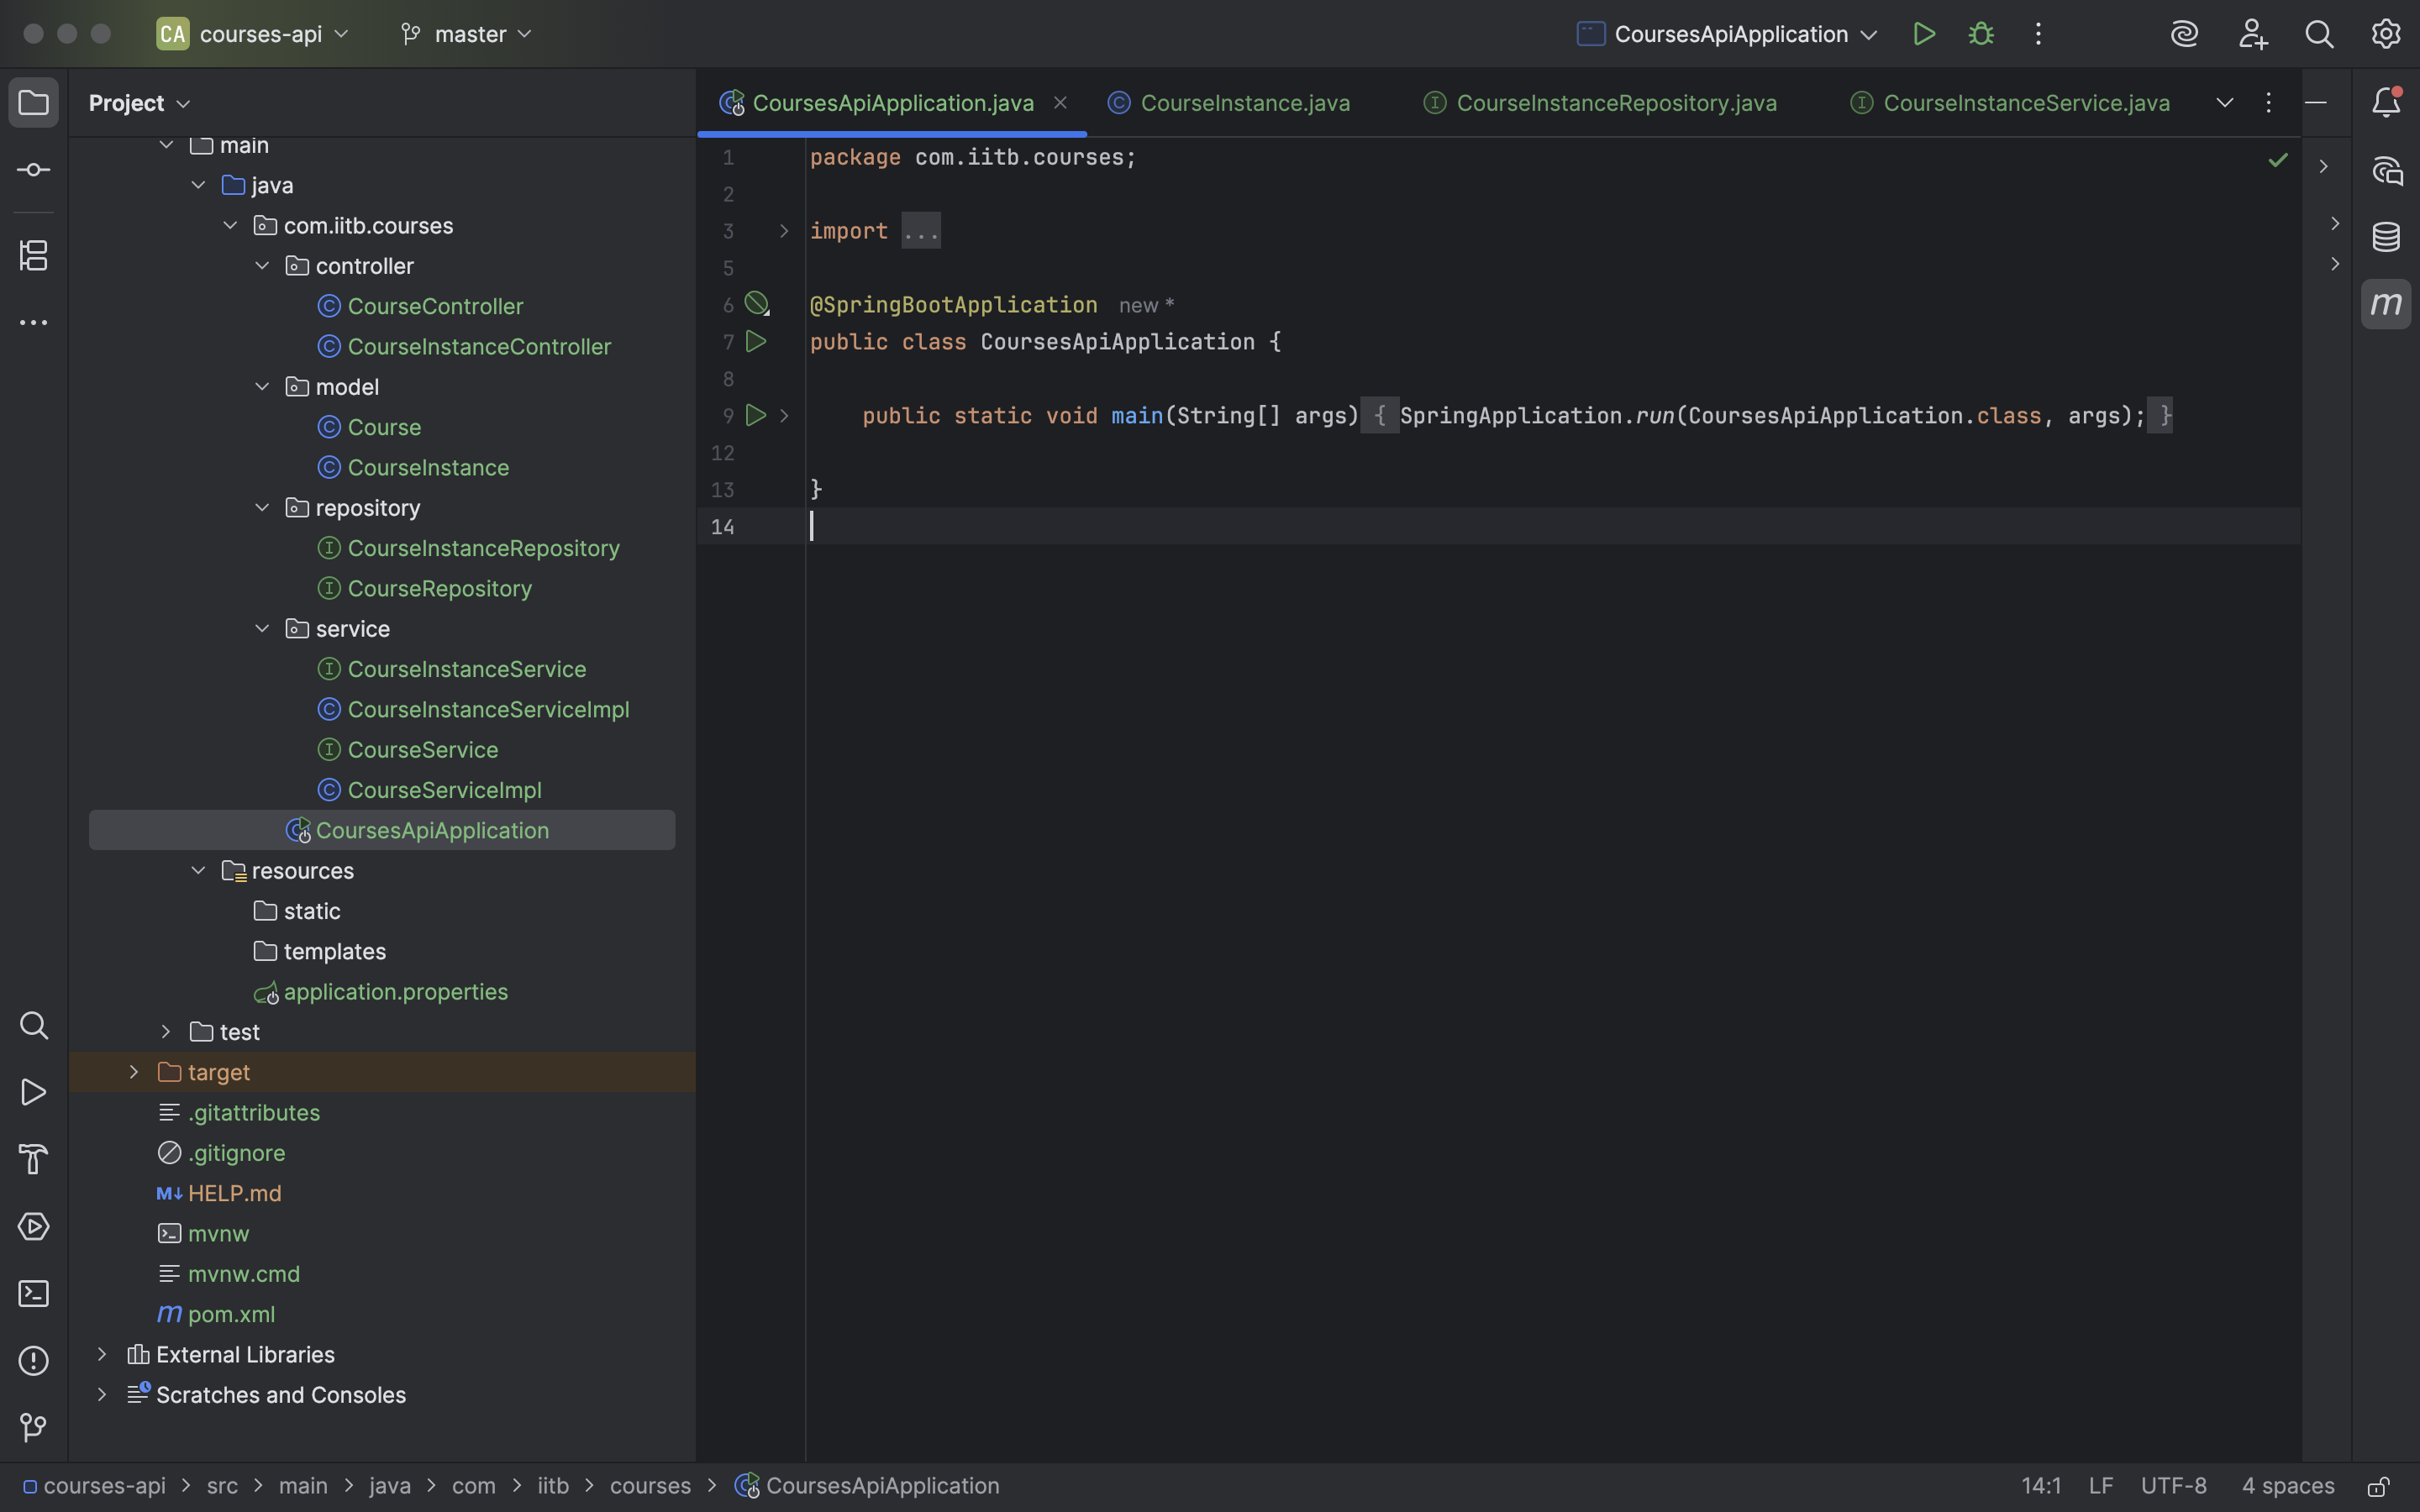 CA courses-api master CoursesApiApplication
Project
CoursesApiApplication.java CourseInstance.java CourseInstanceRepository.java CourseInstanceService.java
main
java
com.iitb.courses
controller
CourseController
CourseInstanceController
model
Course
CourseInstance
repository
CourseInstanceRepository
CourseRepository
service
CourseInstanceService
CourseInstanceServiceImpl
CourseService
CourseServiceImpl
CoursesApiApplication
resources
static
templates
application.properties
test
target
.gitattributes
.gitignore
M↓ HELP.md
mvnw
mvnw.cmd
m pom.xml
External Libraries
Scratches and Consoles
1 package com.iitb.courses;
2
3 import ...
5
6 @SpringBootApplication new *
7 public class CoursesApiApplication {
8
9 public static void main(String[] args) { SpringApplication.run(CoursesApiApplication.class, args); }
12
13 }
14
m
courses-api > src > main > java > com > iitb > courses > CoursesApiApplication
14:1 LF UTF-8 4 spaces